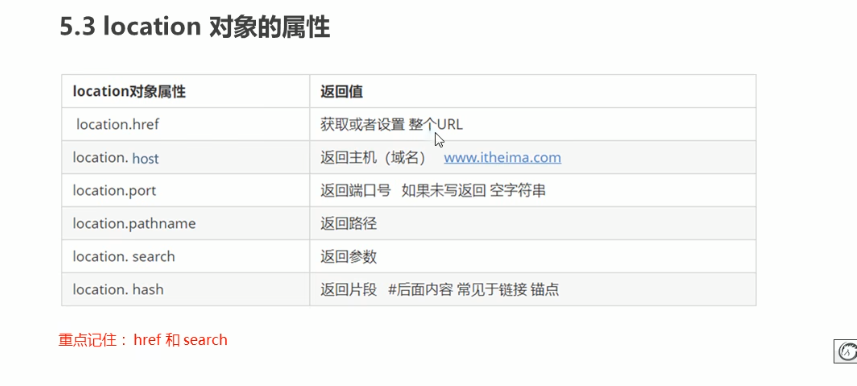 5.3 location 对象的属性
location对象属性 返回值
location.href 获取或者设置 整个URL
location. host 返回主机（域名） www.itheima.com
location.port 返回端口号 如果未写返回 空字符串
location.pathname 返回路径
location. search 返回参数
location. hash 返回片段 #后面内容 常见于链接 锚点
重点记住： href 和 search